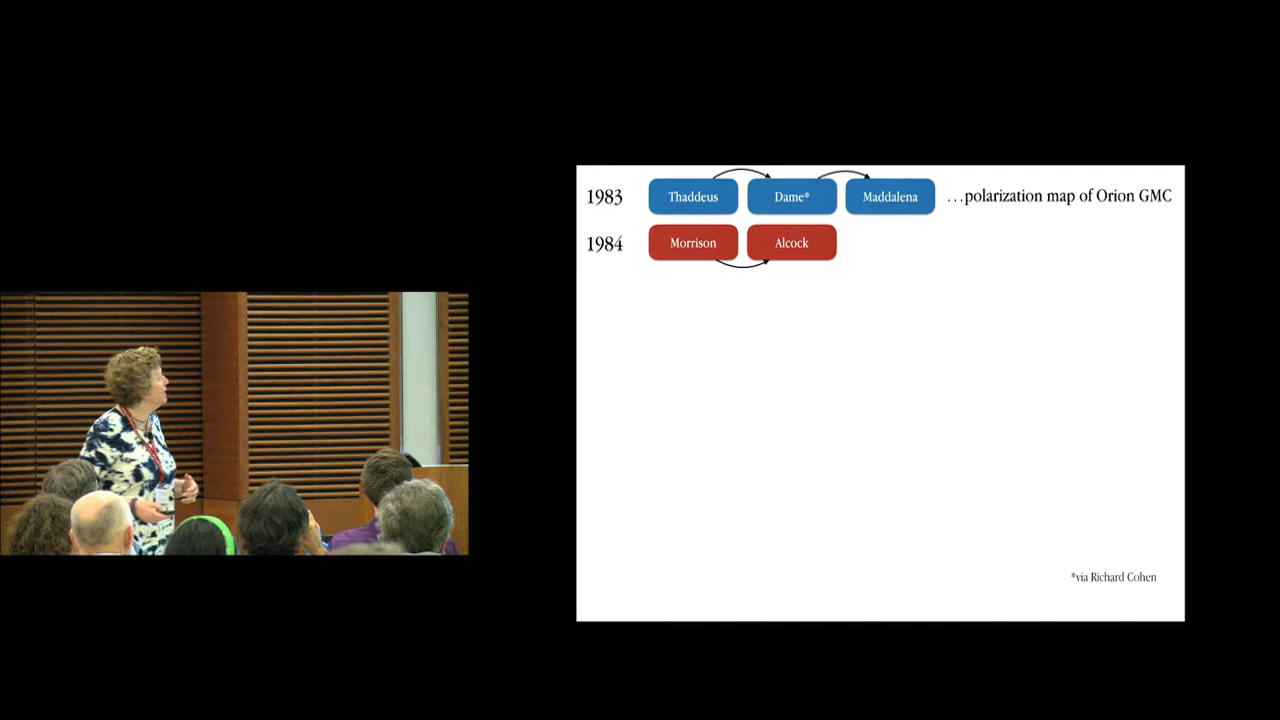 1983 Thaddeus Dame* Maddalena ...polarization map of Orion GMC
1984 Morrison Alcock
*via Richard Cohen